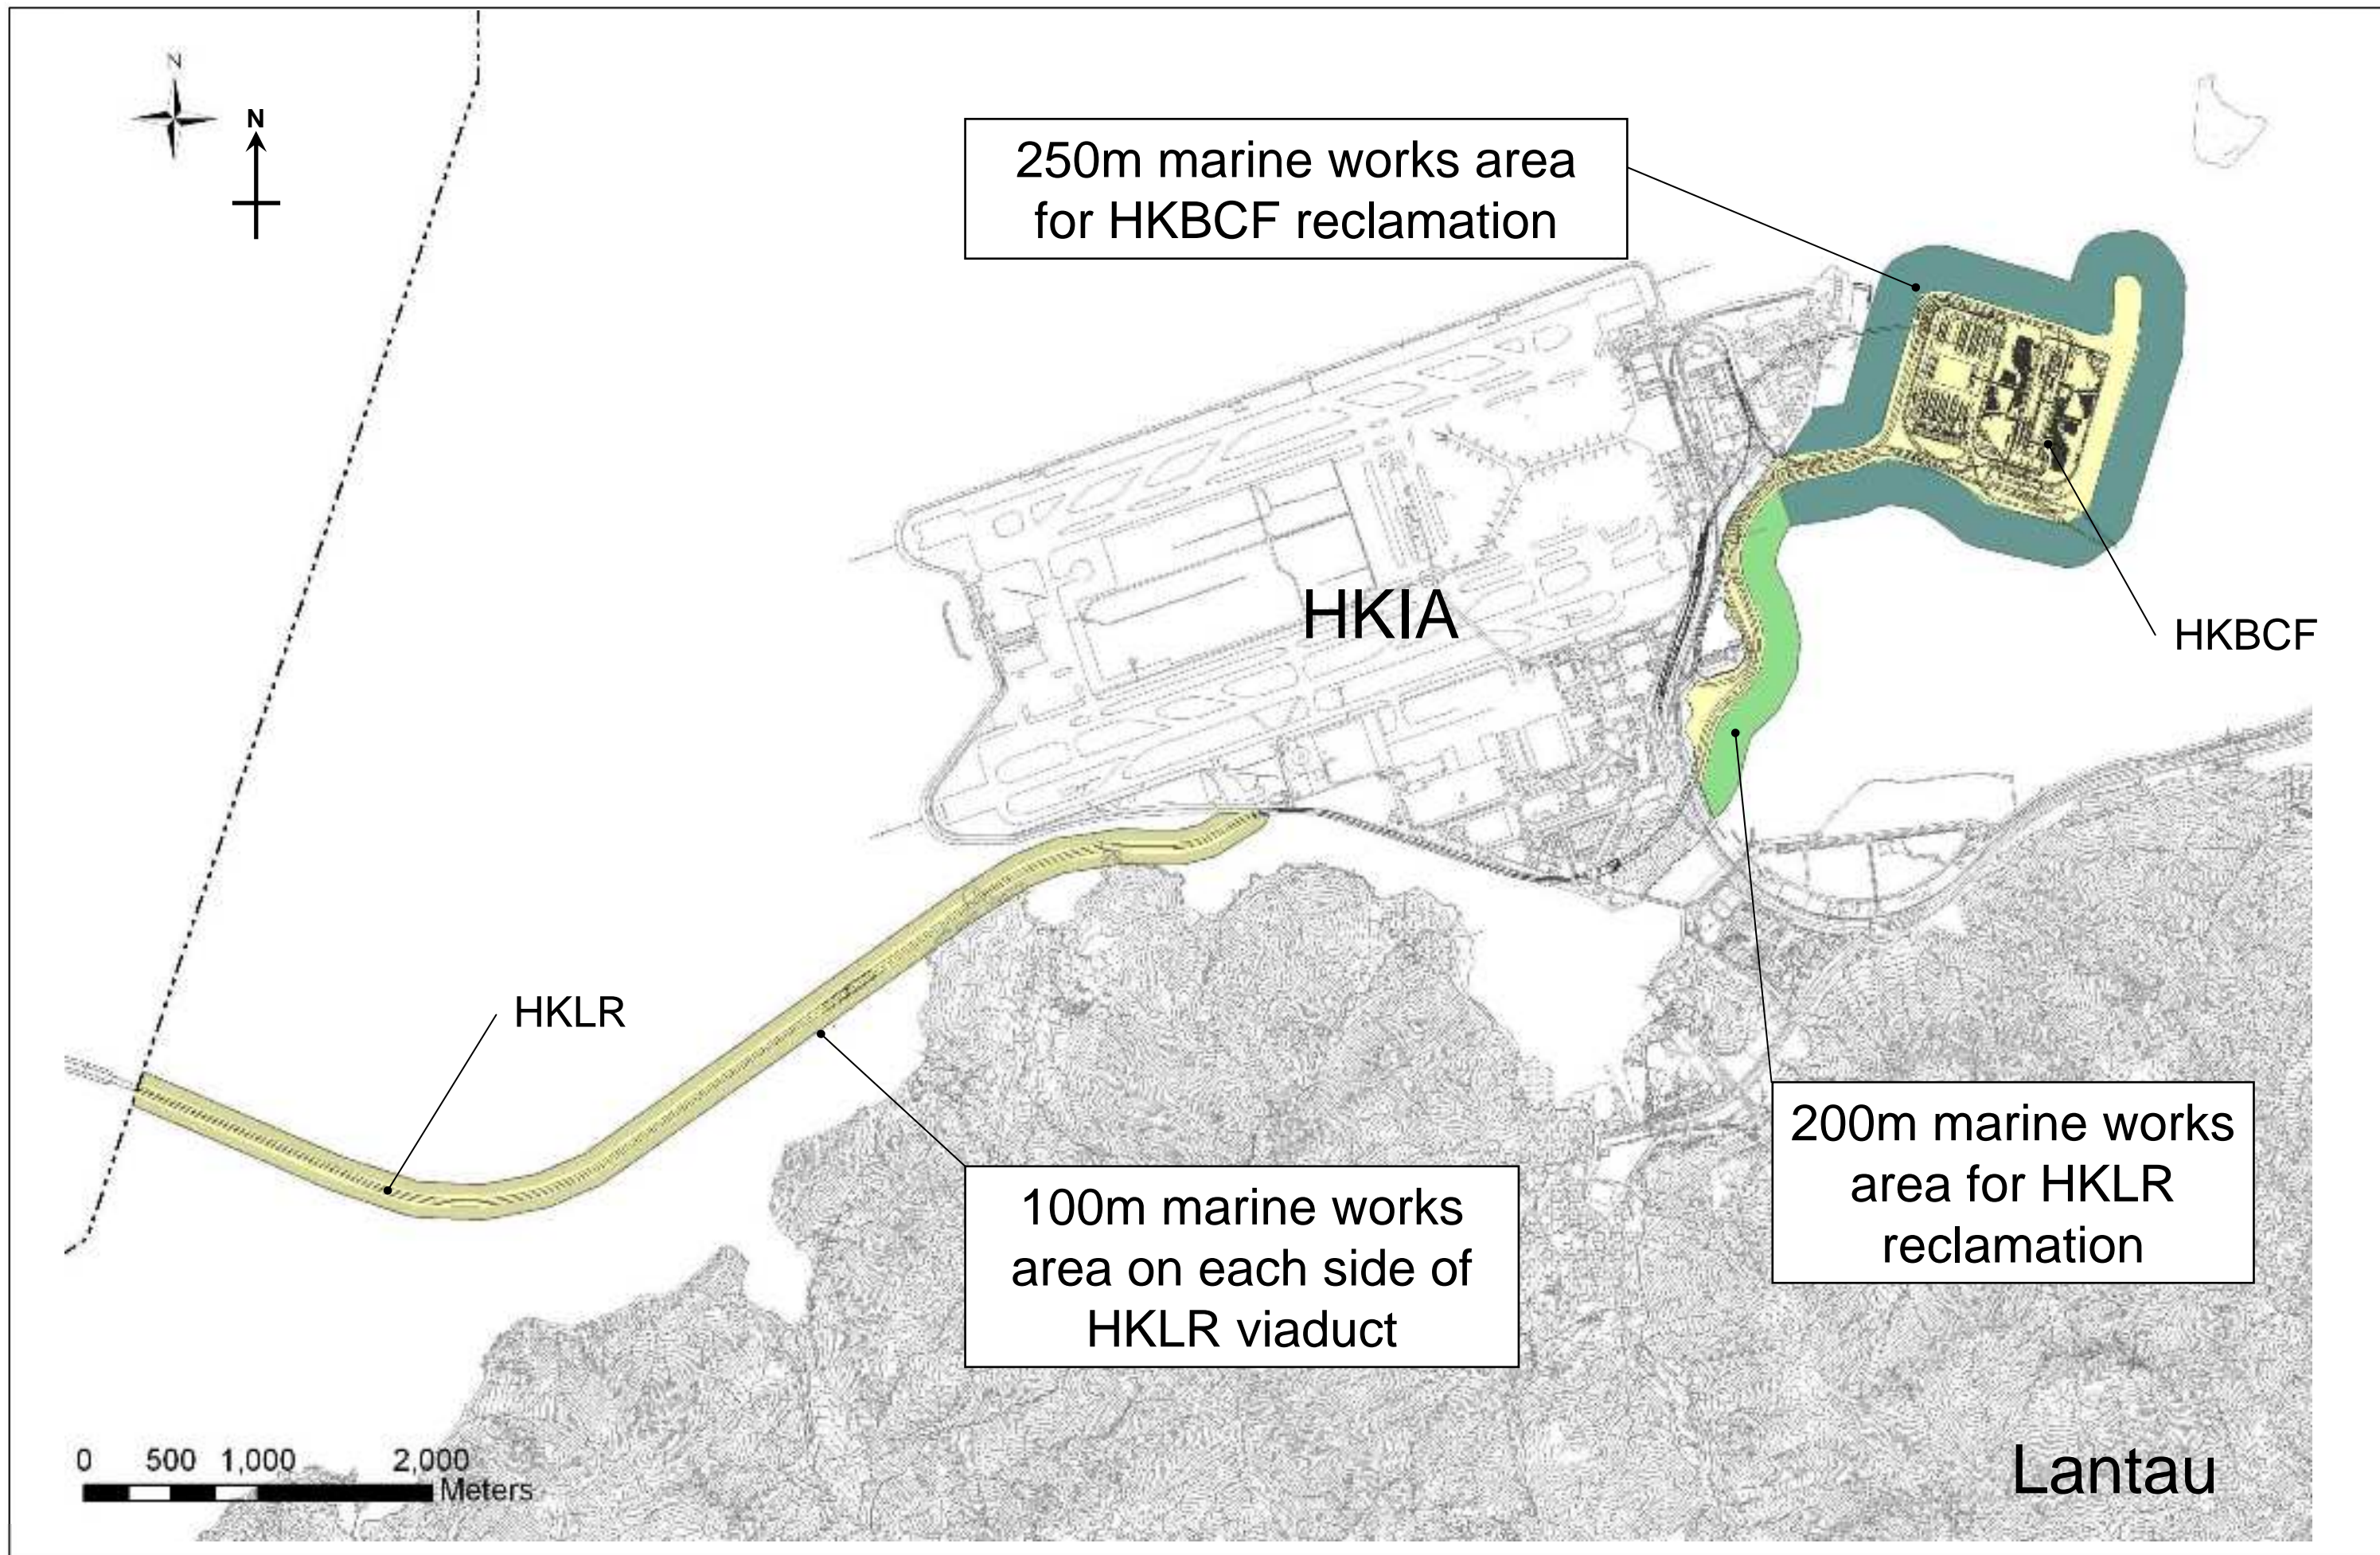 N
N
250m marine works area
for HKBCF reclamation
HKIA
HKBCF
HKLR
100m marine works
area on each side of
HKLR viaduct
200m marine works
area for HKLR
reclamation
0 500 1,000 2,000
Meters
Lantau